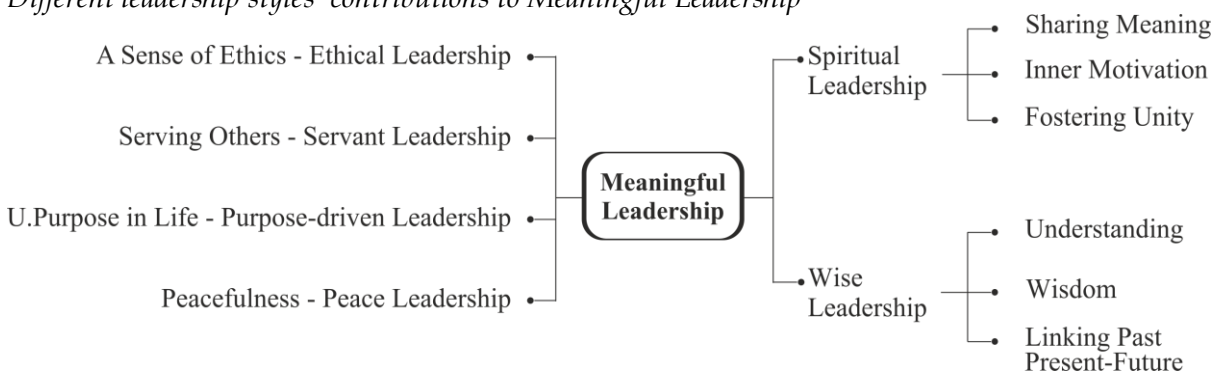 Different leadership styles' contributions to Meaningful Leadership
A Sense of Ethics - Ethical Leadership
Serving Others - Servant Leadership
U.Purpose in Life - Purpose-driven Leadership
Peacefulness - Peace Leadership
Meaningful
Leadership
Spiritual
Leadership
Sharing Meaning
Inner Motivation
Fostering Unity
Wise
Leadership
Understanding
Wisdom
Linking Past
Present-Future